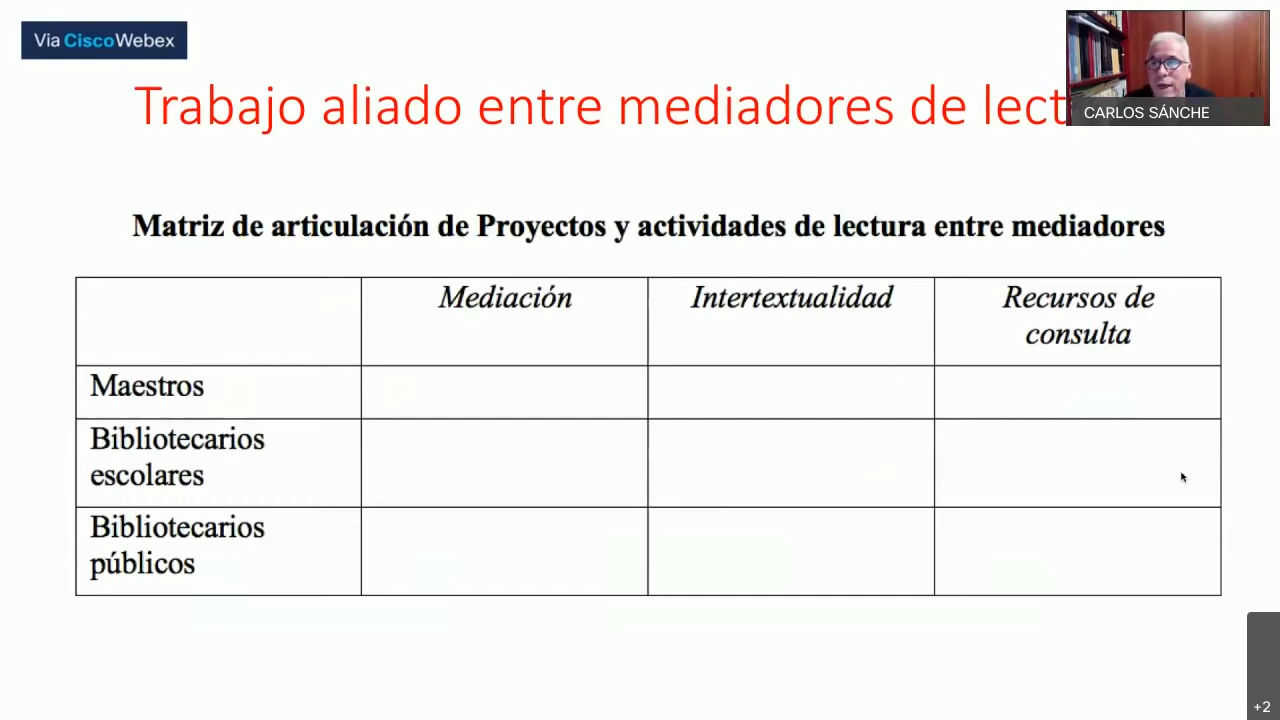 Via CiscoWebex
Trabajo aliado entre mediadores de lect
CARLOS SÁNCHE
Matriz de articulación de Proyectos y actividades de lectura entre mediadores
Mediación Intertextualidad Recursos de
consulta
Maestros
Bibliotecarios
escolares
Bibliotecarios
públicos
+2